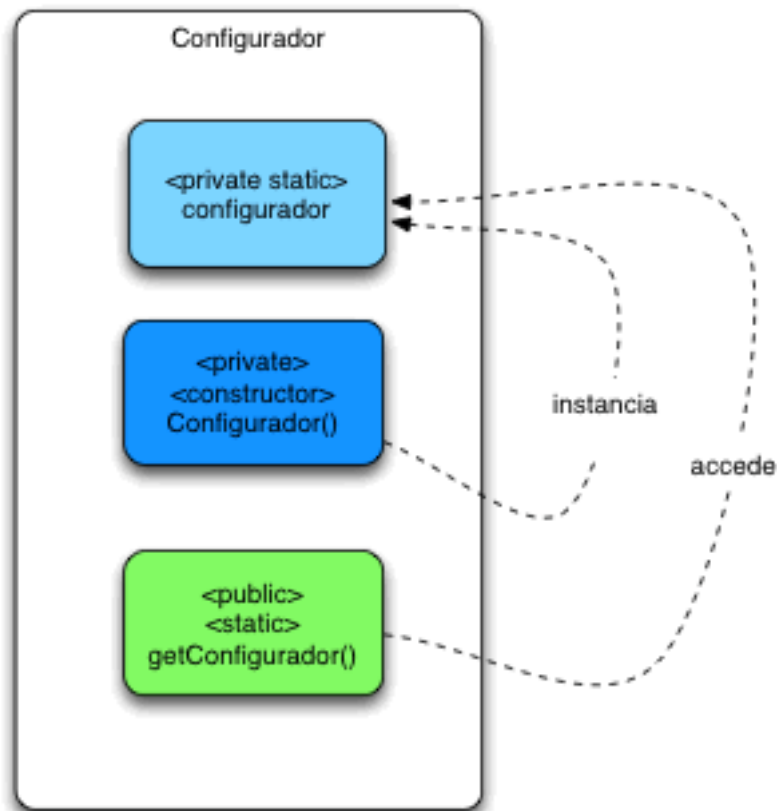 Configurador
<private static>
configurador
<private>
<constructor>
Configurador()
instancia
accede
<public>
<static>
getConfigurador()